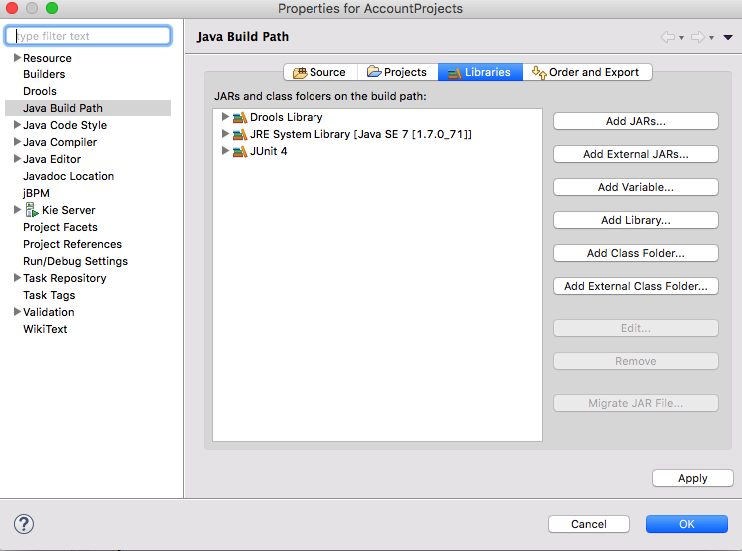 Properties for AccountProjects
type filter text
Resource
Builders
Drools
Java Build Path
Java Code Style
Java Compiler
Java Editor
Javadoc Location
jBPM
Kie Server
Project Facets
Project References
Run/Debug Settings
Task Repository
Task Tags
Validation
WikiText
Java Build Path
Source Projects Libraries Order and Export
JARs and class folcers on the build path:
Drools Library
JRE System Library [Java SE 7 [1.7.0_71]]
JUnit 4
Add JARs...
Add External JARs...
Add Variable...
Add Library...
Add Class Folder...
Add External Class Folder...
Edit...
Remove
Migrate JAR File...
Apply
?
Cancel OK